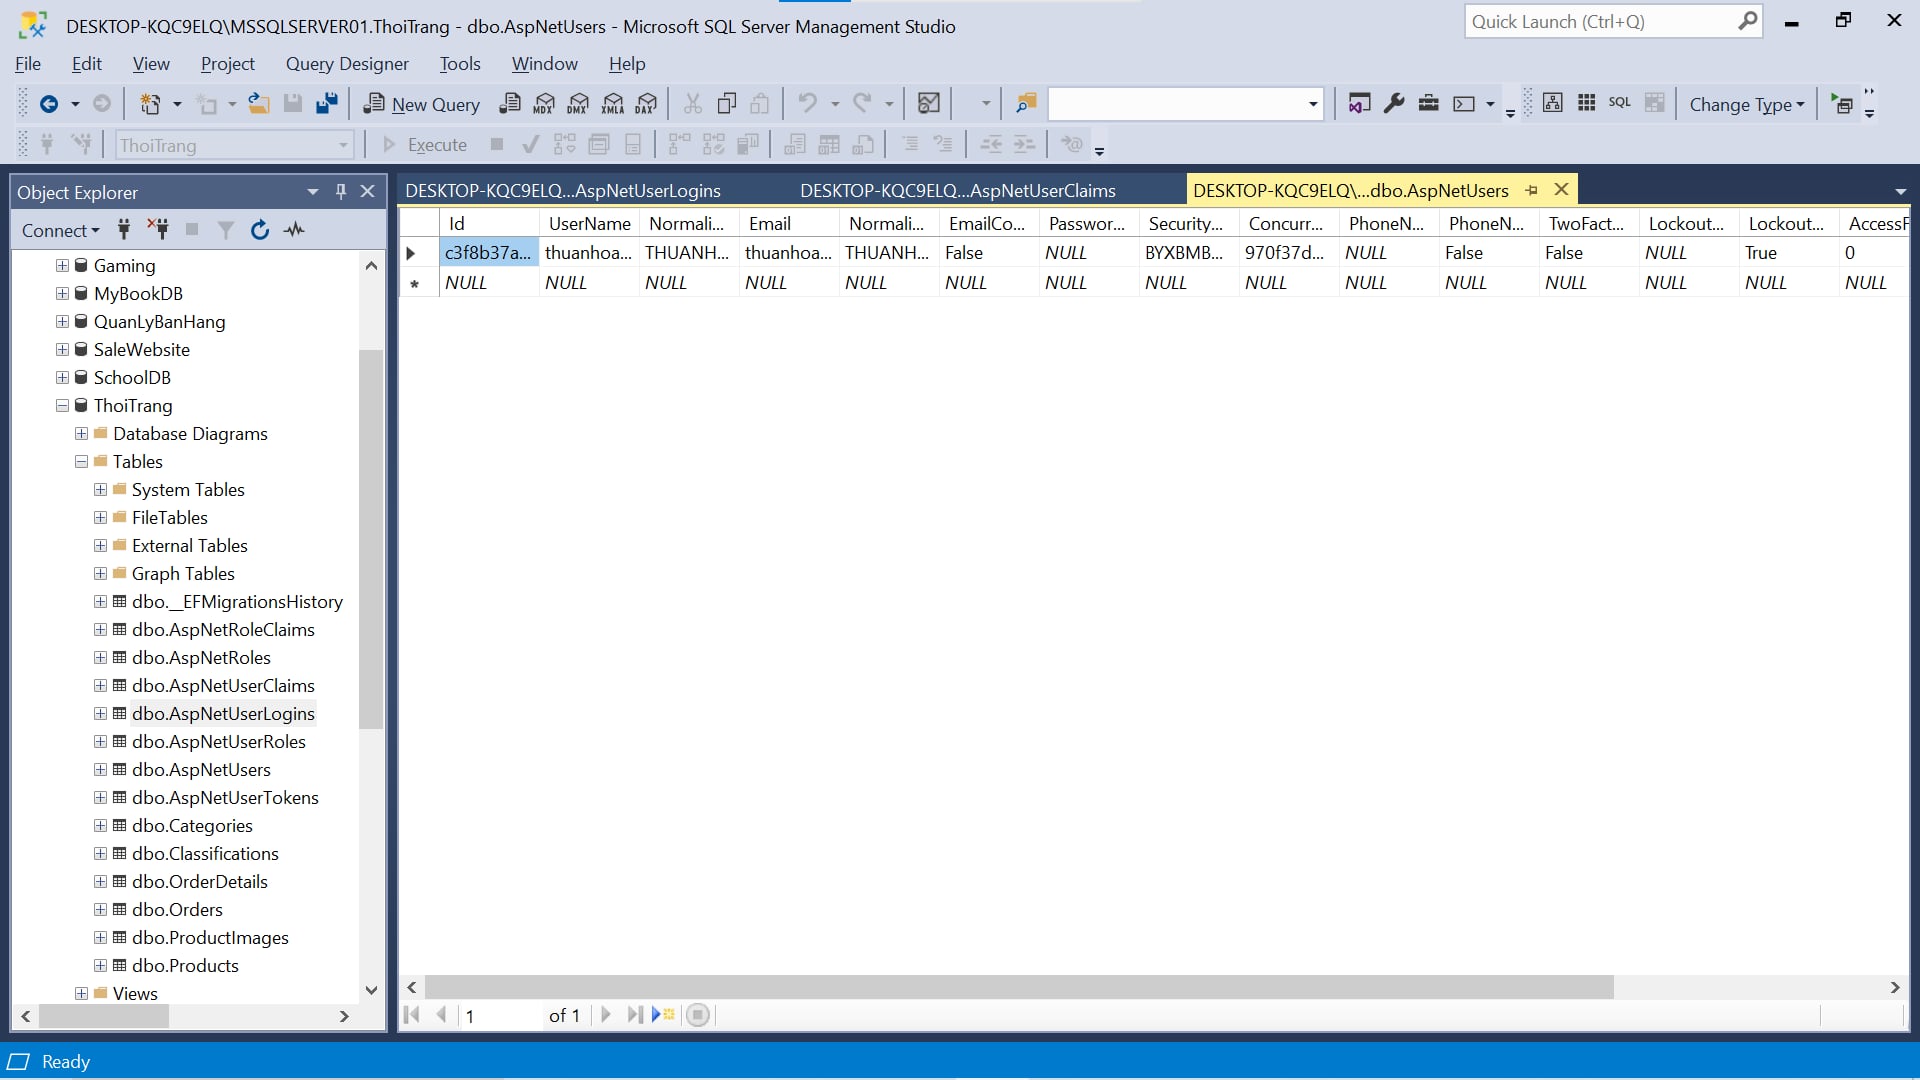 DESKTOP-KQC9ELQ\MSSQLSERVER01.ThoiTrang - dbo.AspNetUsers - Microsoft SQL Server Management Studio
Quick Launch (Ctrl+Q)
File Edit View Project Query Designer Tools Window Help
New Query MDX DMX XMLA DAX SQL Change Type
ThoiTrang Execute
Object Explorer
DESKTOP-KQC9ELQ...AspNetUserLogins DESKTOP-KQC9ELQ...AspNetUserClaims DESKTOP-KQC9ELQ\...dbo.AspNetUsers
Connect
Id UserName Normali... Email Normali... EmailCo... Passwor... Security... Concurr... PhoneN... PhoneN... TwoFact... Lockout... Lockout... AccessF
c3f8b37a... thuanhoa... THUANH... thuanhoa... THUANH... False NULL BYXBMB... 970f37d... NULL False False NULL True 0
* NULL NULL NULL NULL NULL NULL NULL NULL NULL NULL NULL NULL NULL NULL NULL
Gaming
MyBookDB
QuanLyBanHang
SaleWebsite
SchoolDB
ThoiTrang
Database Diagrams
Tables
System Tables
FileTables
External Tables
Graph Tables
dbo.__EFMigrationsHistory
dbo.AspNetRoleClaims
dbo.AspNetRoles
dbo.AspNetUserClaims
dbo.AspNetUserLogins
dbo.AspNetUserRoles
dbo.AspNetUsers
dbo.AspNetUserTokens
dbo.Categories
dbo.Classifications
dbo.OrderDetails
dbo.Orders
dbo.ProductImages
dbo.Products
Views
1 of 1
Ready